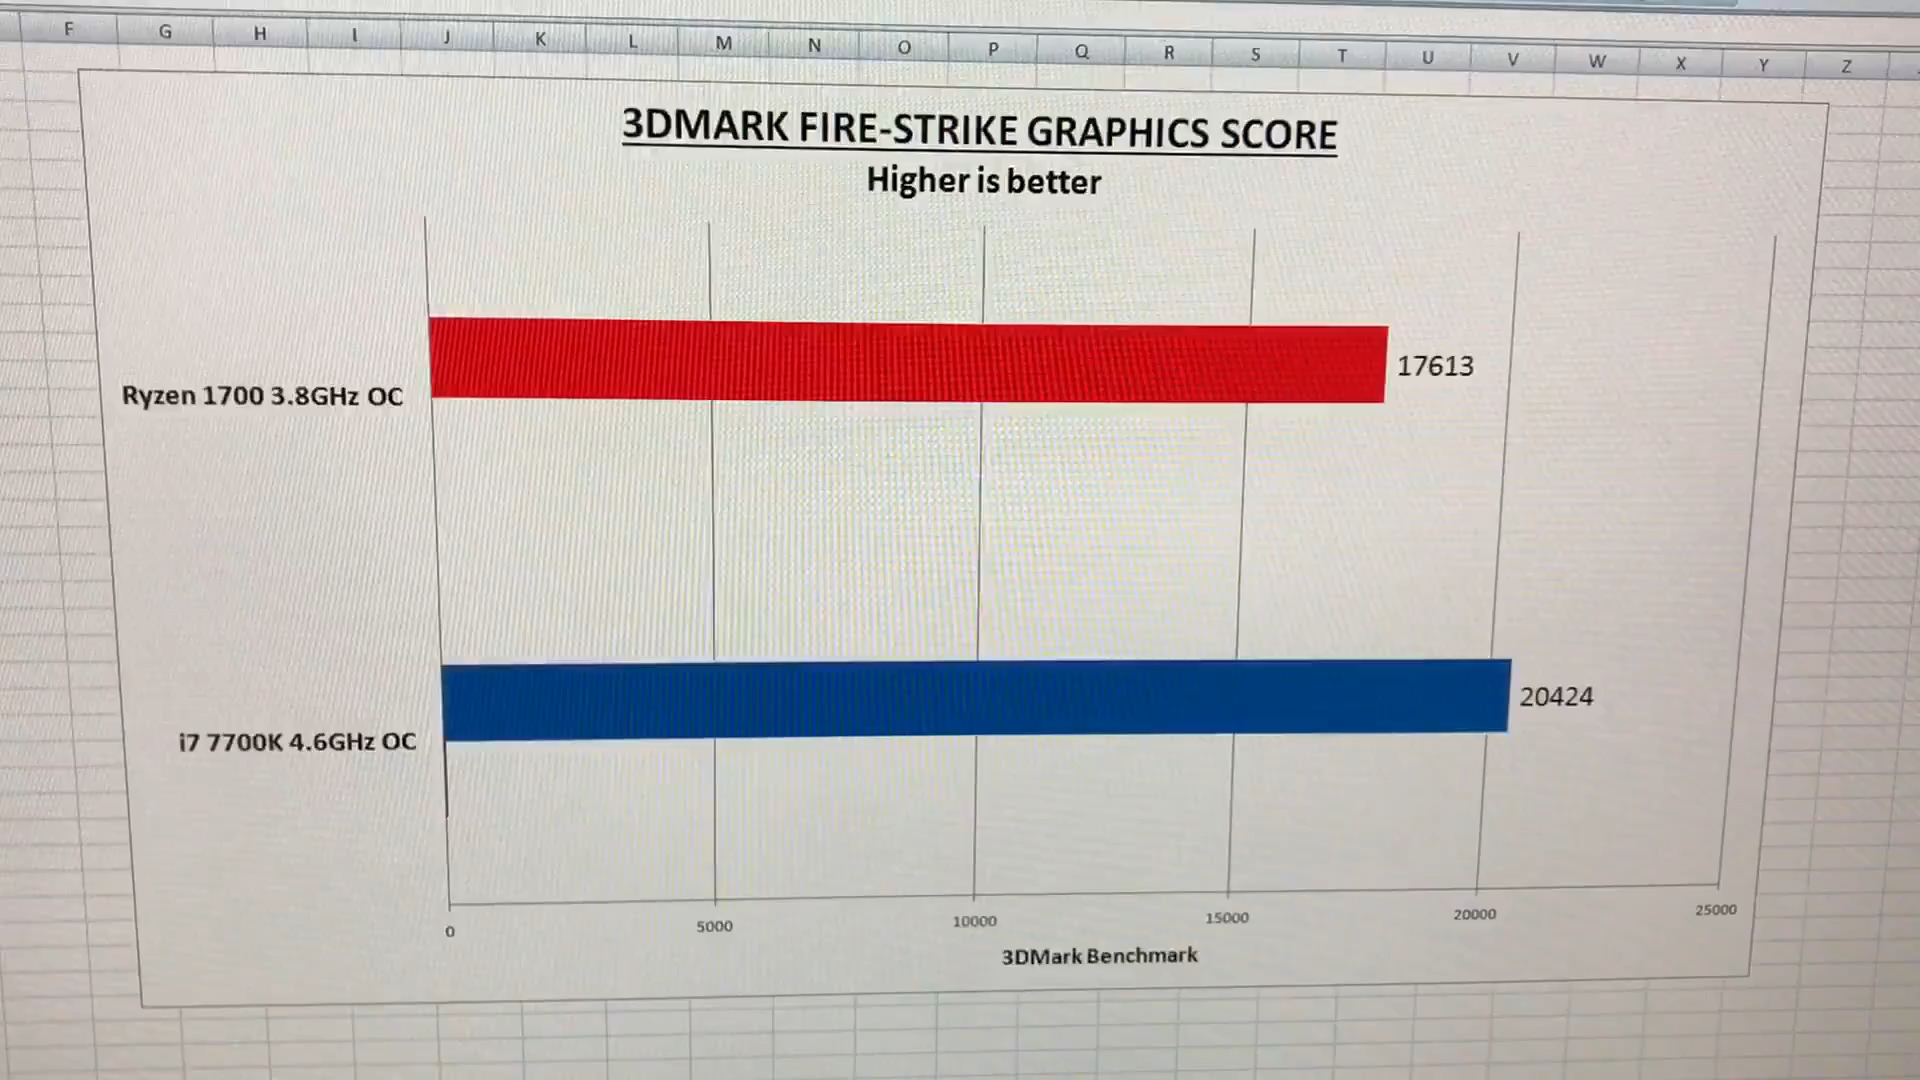 F G H I J K L M N O P Q R S T U V W X Y Z
3DMARK FIRE-STRIKE GRAPHICS SCORE
Higher is better
Ryzen 1700 3.8GHz OC
17613
i7 7700K 4.6GHz OC
20424
0 5000 10000 15000 20000 25000
3DMark Benchmark